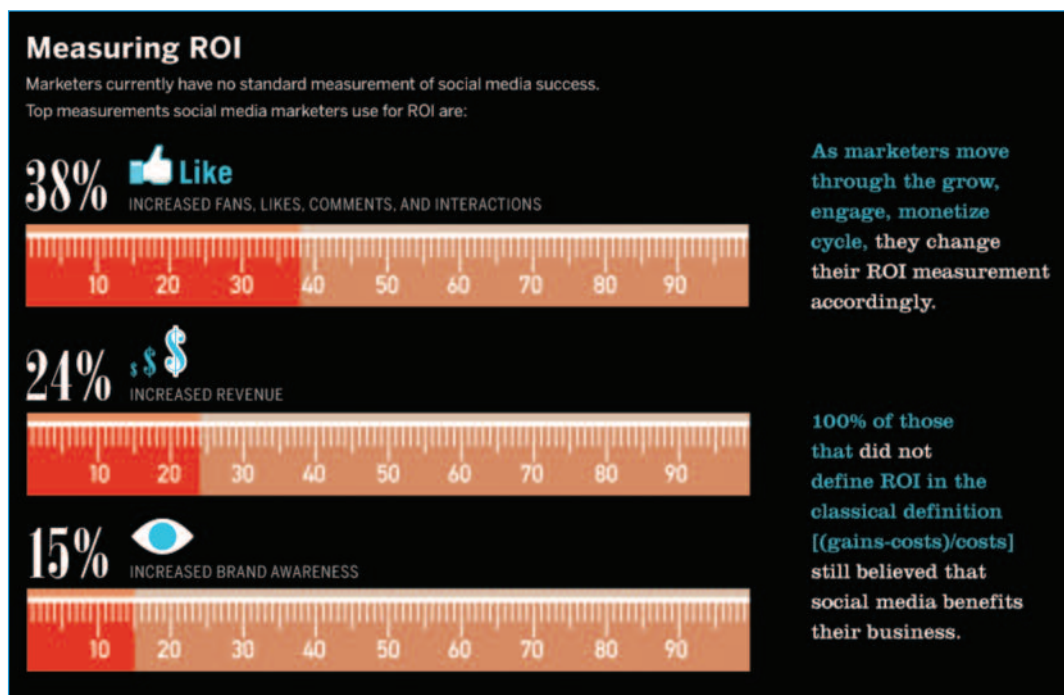 Measuring ROI
Marketers currently have no standard measurement of social media success.
Top measurements social media marketers use for ROI are:
38% Like
INCREASED FANS, LIKES, COMMENTS, AND INTERACTIONS
10 20 30 40 50 60 70 80 90
24% $ $ $
INCREASED REVENUE
10 20 30 40 50 60 70 80 90
15%
INCREASED BRAND AWARENESS
10 20 30 40 50 60 70 80 90
As marketers move
through the grow,
engage, monetize
cycle, they change
their ROI measurement
accordingly.
100% of those
that did not
define ROI in the
classical definition
[(gains-costs)/costs]
still believed that
social media benefits
their business.